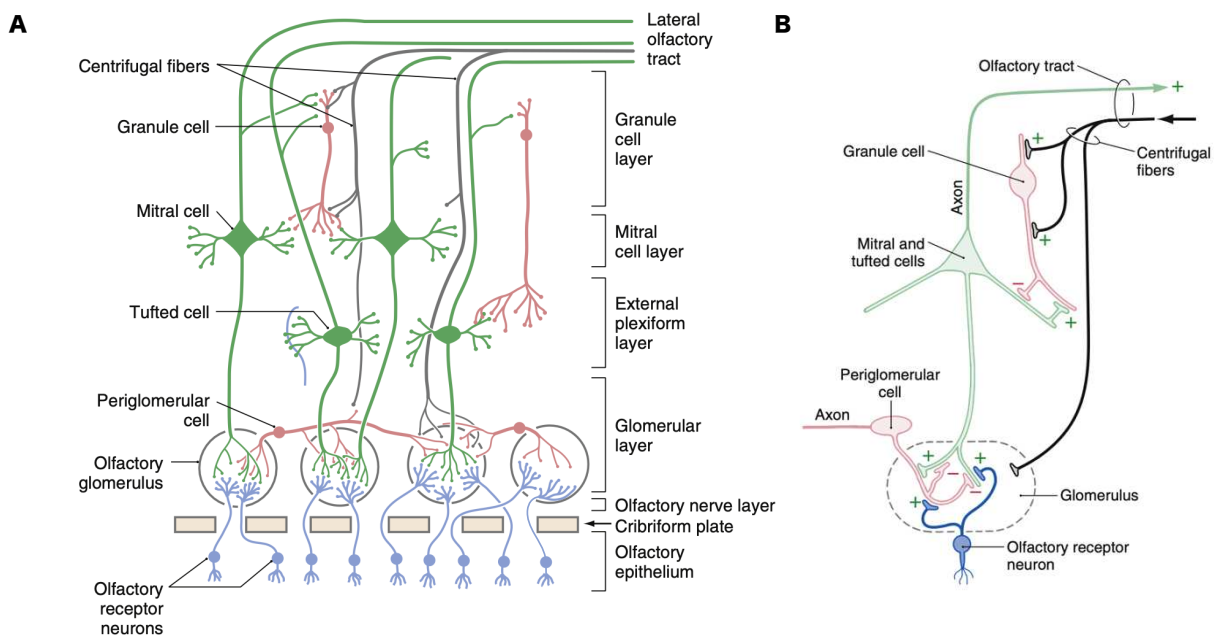 A
Lateral
olfactory
tract
Centrifugal fibers
Granule cell
Granule
cell
layer
Mitral cell
Mitral
cell layer
Tufted cell
External
plexiform
layer
Periglomerular
cell
Glomerular
layer
Olfactory
glomerulus
Olfactory nerve layer
Cribriform plate
Olfactory
epithelium
Olfactory
receptor
neurons
B
Olfactory tract
+
Granule cell
+
Centrifugal
fibers
Axon
+
Mitral and
tufted cells
−
+
Periglomerular
cell
Axon
+
−
+
−
+
Glomerulus
Olfactory receptor
neuron